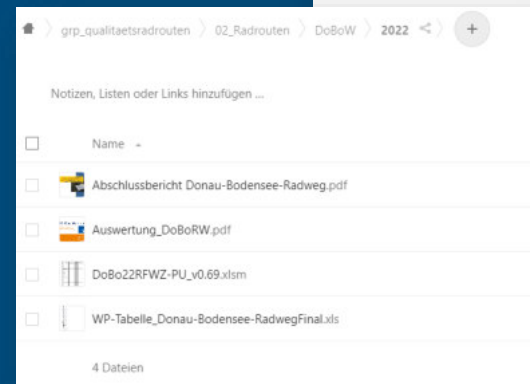 grp_qualitaetsradrouten 02_Radrouten DoBoW 2022 +
Notizen, Listen oder Links hinzufügen ...
Name
Abschlussbericht Donau-Bodensee-Radweg.pdf
Auswertung_DoBoRW.pdf
DoBo22RFWZ-PU_v0.69.xlsm
WP-Tabelle_Donau-Bodensee-RadwegFinal.xls
4 Dateien